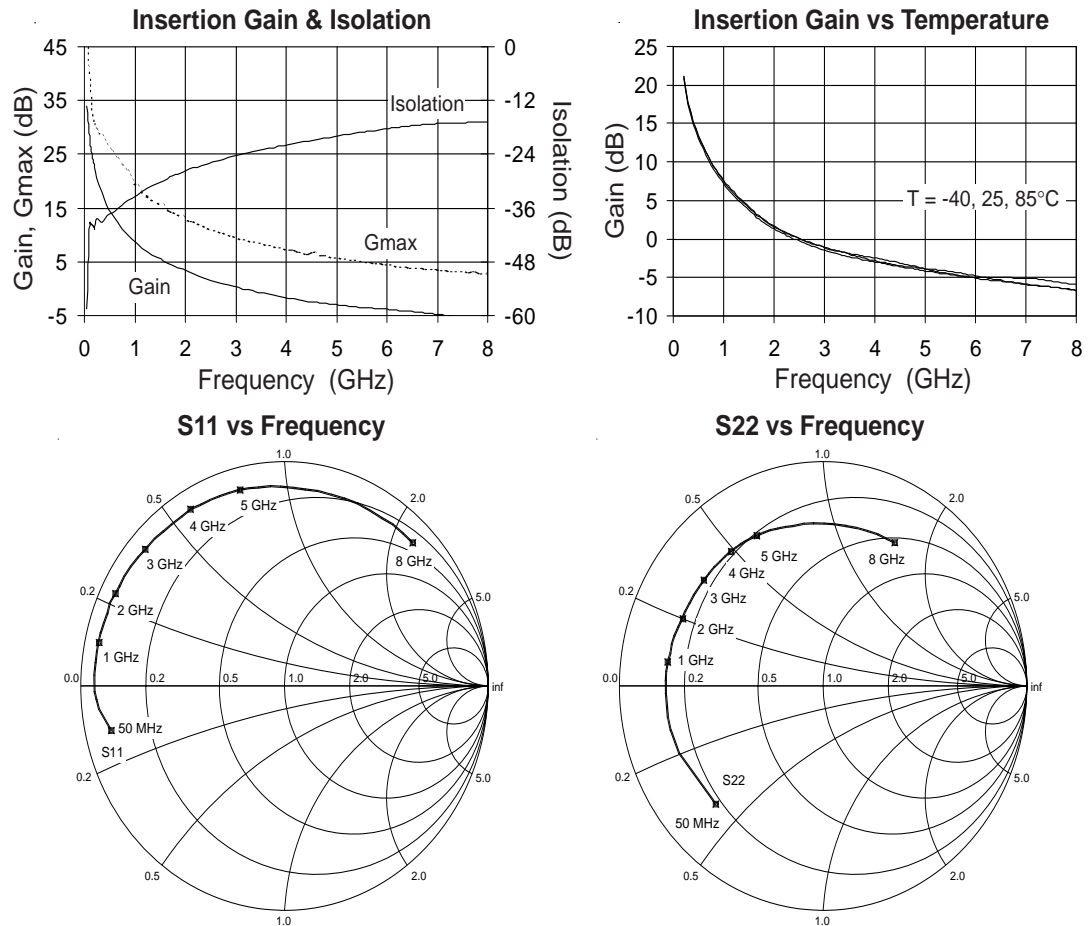 Insertion Gain & Isolation
Gain, Gmax (dB)
45
35
25
15
5
-5
0
-12
-24
-36
-48
-60
Isolation (dB)
Isolation
Gmax
Gain
0 1 2 3 4 5 6 7 8
Frequency (GHz)
Insertion Gain vs Temperature
Gain (dB)
25
20
15
10
5
0
-5
-10
T = -40, 25, 85°C
0 1 2 3 4 5 6 7 8
Frequency (GHz)
S11 vs Frequency
1.0
0.5
2.0
5 GHz
4 GHz
3 GHz
8 GHz
0.2
5.0
2 GHz
1 GHz
0.0 0.2 0.5 1.0 2.0 5.0 inf
50 MHz
S11
0.2
5.0
0.5
2.0
1.0
S22 vs Frequency
1.0
0.5
2.0
5 GHz
8 GHz
4 GHz
3 GHz
0.2
5.0
2 GHz
1 GHz
0.0 0.2 0.5 1.0 2.0 5.0 inf
S22
50 MHz
0.2
5.0
0.5
2.0
1.0